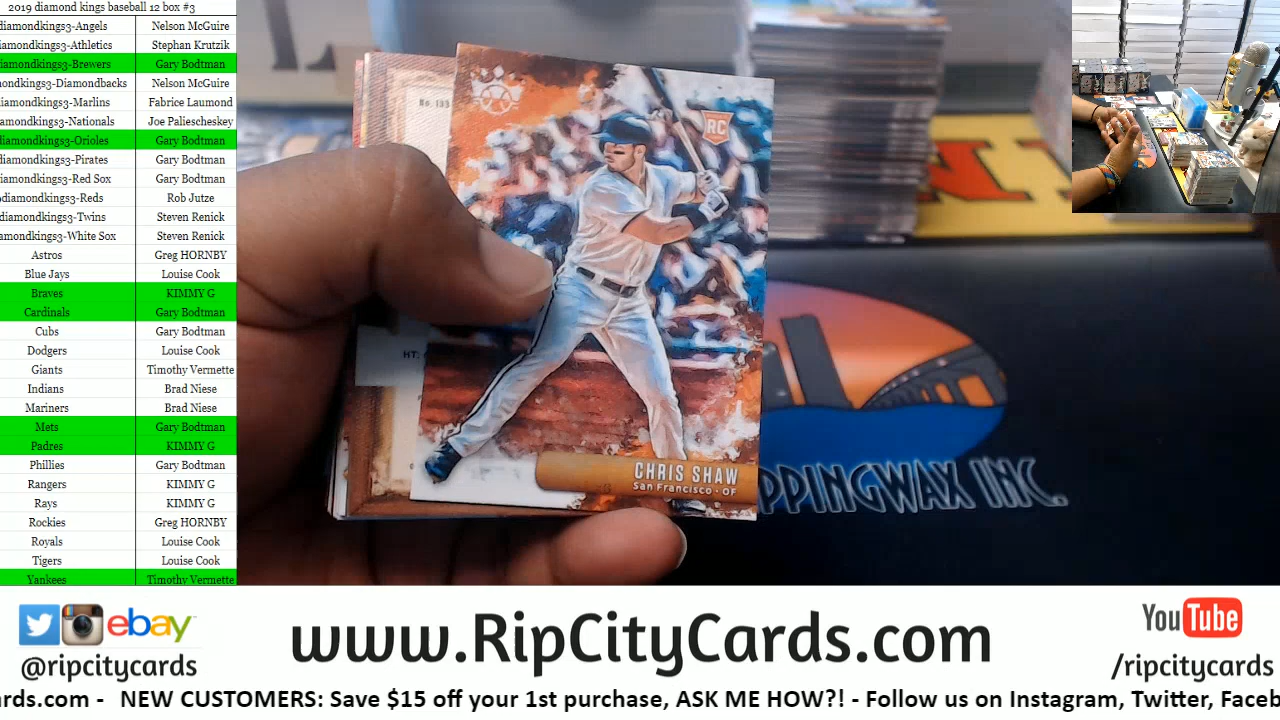 2019 diamond kings baseball 12 box #3
diamondkings3-Angels Nelson McGuire
iamondkings3-Athletics Stephan Krutzik
diamondkings3-Brewers Gary Bodtman
mondkings3-Diamondbacks Nelson McGuire
iamondkings3-Marlins Fabrice Laumond
amondkings3-Nationals Joe Paliescheskey
diamondkings3-Orioles Gary Bodtman
diamondkings3-Pirates Gary Bodtman
diamondkings3-Red Sox Gary Bodtman
diamondkings3-Reds Rob Jutze
diamondkings3-Twins Steven Renick
amondkings3-White Sox Steven Renick
Astros Greg HORNBY
Blue Jays Louise Cook
Braves KIMMY G
Cardinals Gary Bodtman
Cubs Gary Bodtman
Dodgers Louise Cook
Giants Timothy Vermette
Indians Brad Niese
Mariners Brad Niese
Mets Gary Bodtman
Padres KIMMY G
Phillies Gary Bodtman
Rangers KIMMY G
Rays KIMMY G
Rockies Greg HORNBY
Royals Louise Cook
Tigers Louise Cook
Yankees Timothy Vermette
No. 133
RC
HT:
CHRIS SHAW
San Francisco • OF
PPINGWAX INC.
ebay
@ripcitycards
www.RipCityCards.com
YouTube
/ripcitycards
ards.com - NEW CUSTOMERS: Save $15 off your 1st purchase, ASK ME HOW?! - Follow us on Instagram, Twitter, Faceb